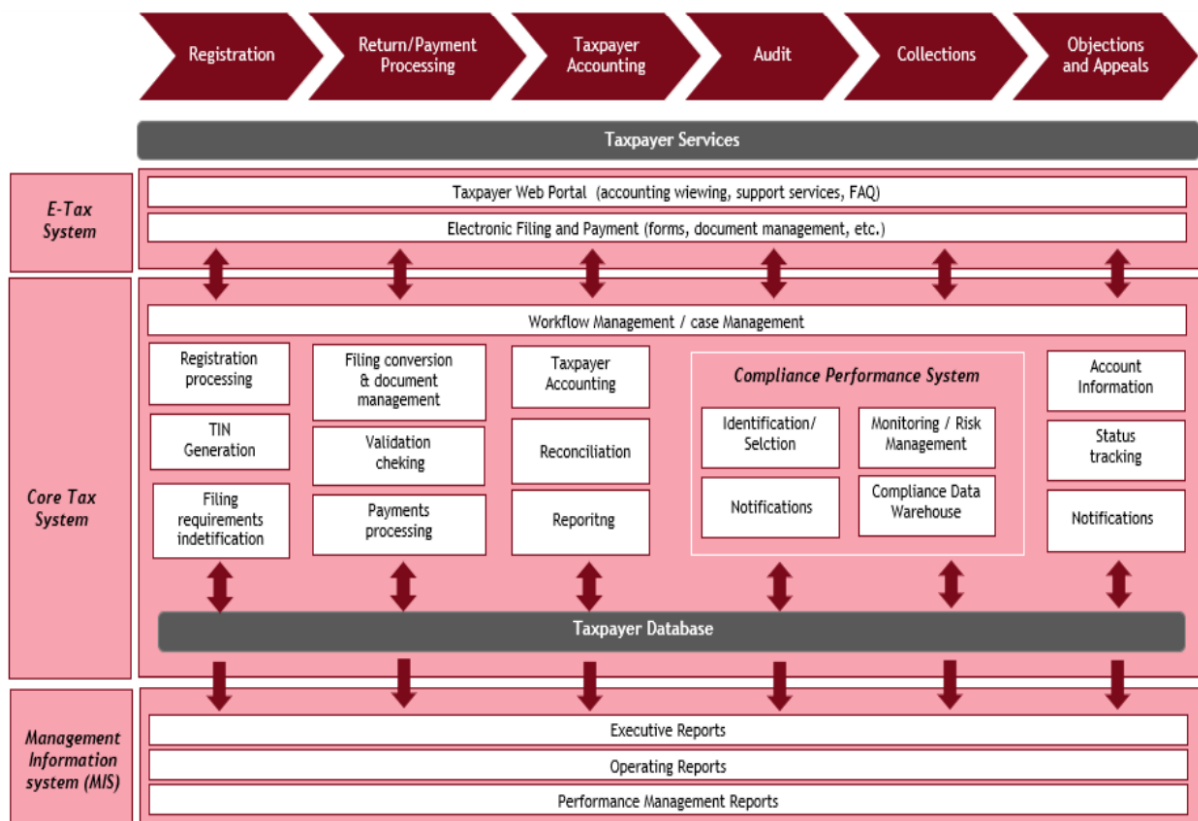 Registration
Return/Payment
Processing
Taxpayer
Accounting
Audit
Collections
Objections
and Appeals
Taxpayer Services
E-Tax
System
Taxpayer Web Portal (accounting wiewing, support services, FAQ)
Electronic Filing and Payment (forms, document management, etc.)
Core Tax
System
Workflow Management / case Management
Registration
processing
TIN
Generation
Filing
requirements
indetification
Filing conversion
& document
management
Validation
cheking
Payments
processing
Taxpayer
Accounting
Reconciliation
Reporitng
Compliance Performance System
Identification/
Selction
Notifications
Monitoring / Risk
Management
Compliance Data
Warehouse
Account
Information
Status
tracking
Notifications
Taxpayer Database
Management
Information
system (MIS)
Executive Reports
Operating Reports
Performance Management Reports